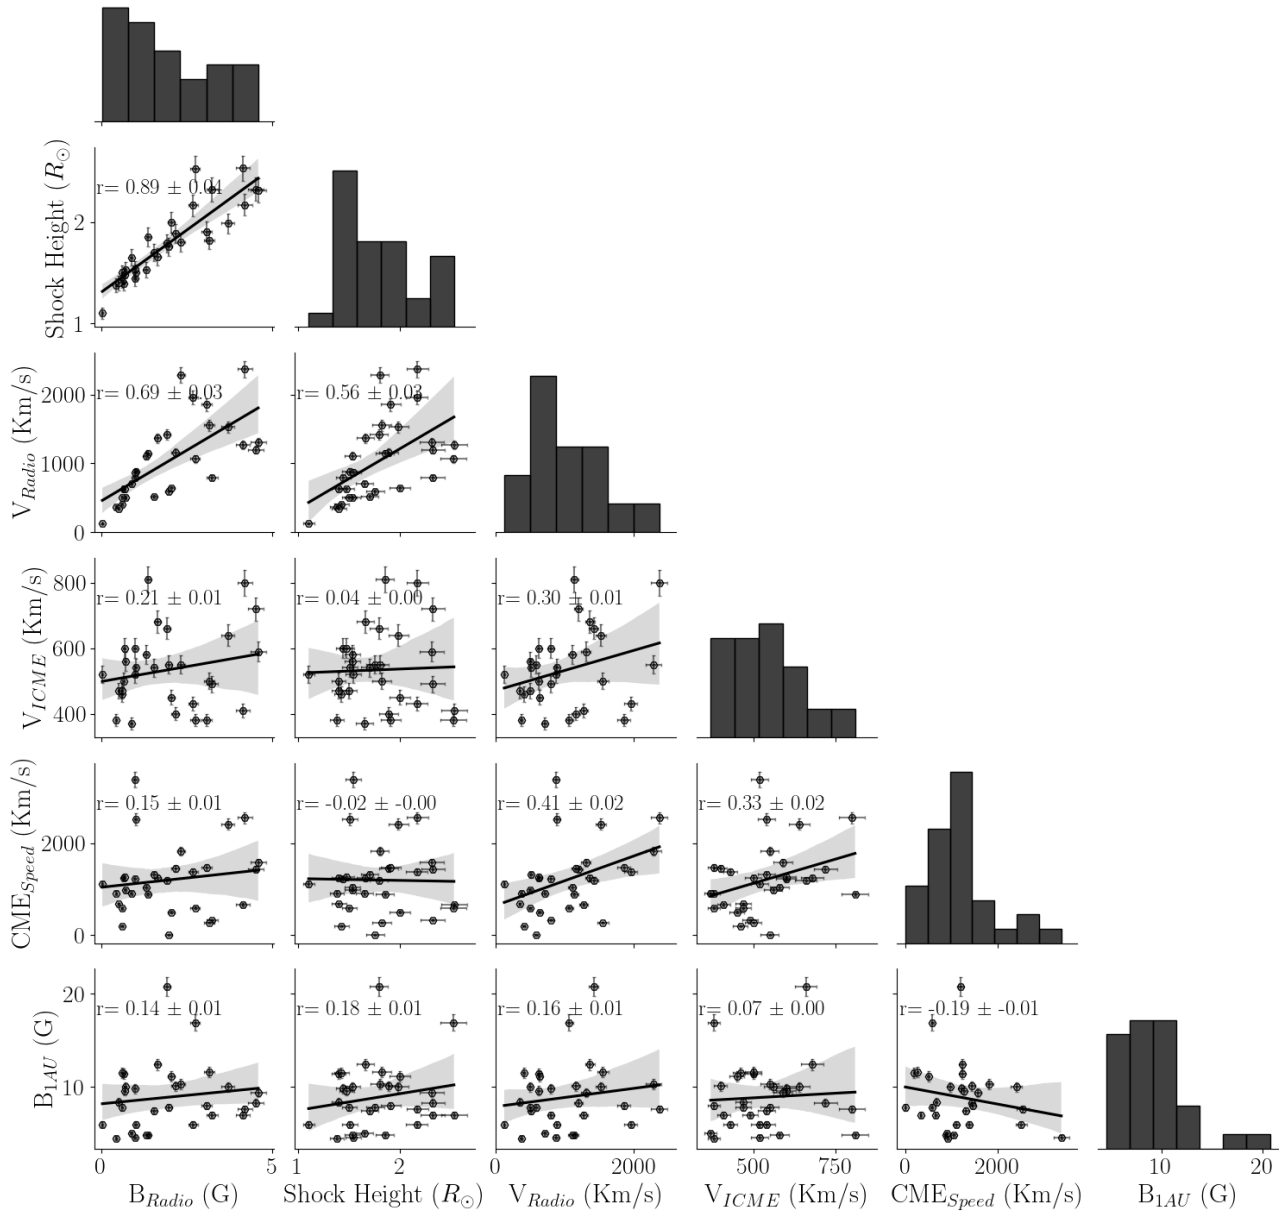 Shock Height (R⊙)
2
1
r= 0.89 ± 0.04
V_Radio (Km/s)
2000
1000
0
r= 0.69 ± 0.03
r= 0.56 ± 0.03
V_ICME (Km/s)
800
600
400
r= 0.21 ± 0.01
r= 0.04 ± 0.00
r= 0.30 ± 0.01
CME_Speed (Km/s)
2000
0
r= 0.15 ± 0.01
r= -0.02 ± -0.00
r= 0.41 ± 0.02
r= 0.33 ± 0.02
B_1AU (G)
20
10
r= 0.14 ± 0.01
r= 0.18 ± 0.01
r= 0.16 ± 0.01
r= 0.07 ± 0.00
r= -0.19 ± -0.01
0 5
1 2
0 2000
500 750
0 2000
10 20
B_Radio (G)
Shock Height (R⊙)
V_Radio (Km/s)
V_ICME (Km/s)
CME_Speed (Km/s)
B_1AU (G)